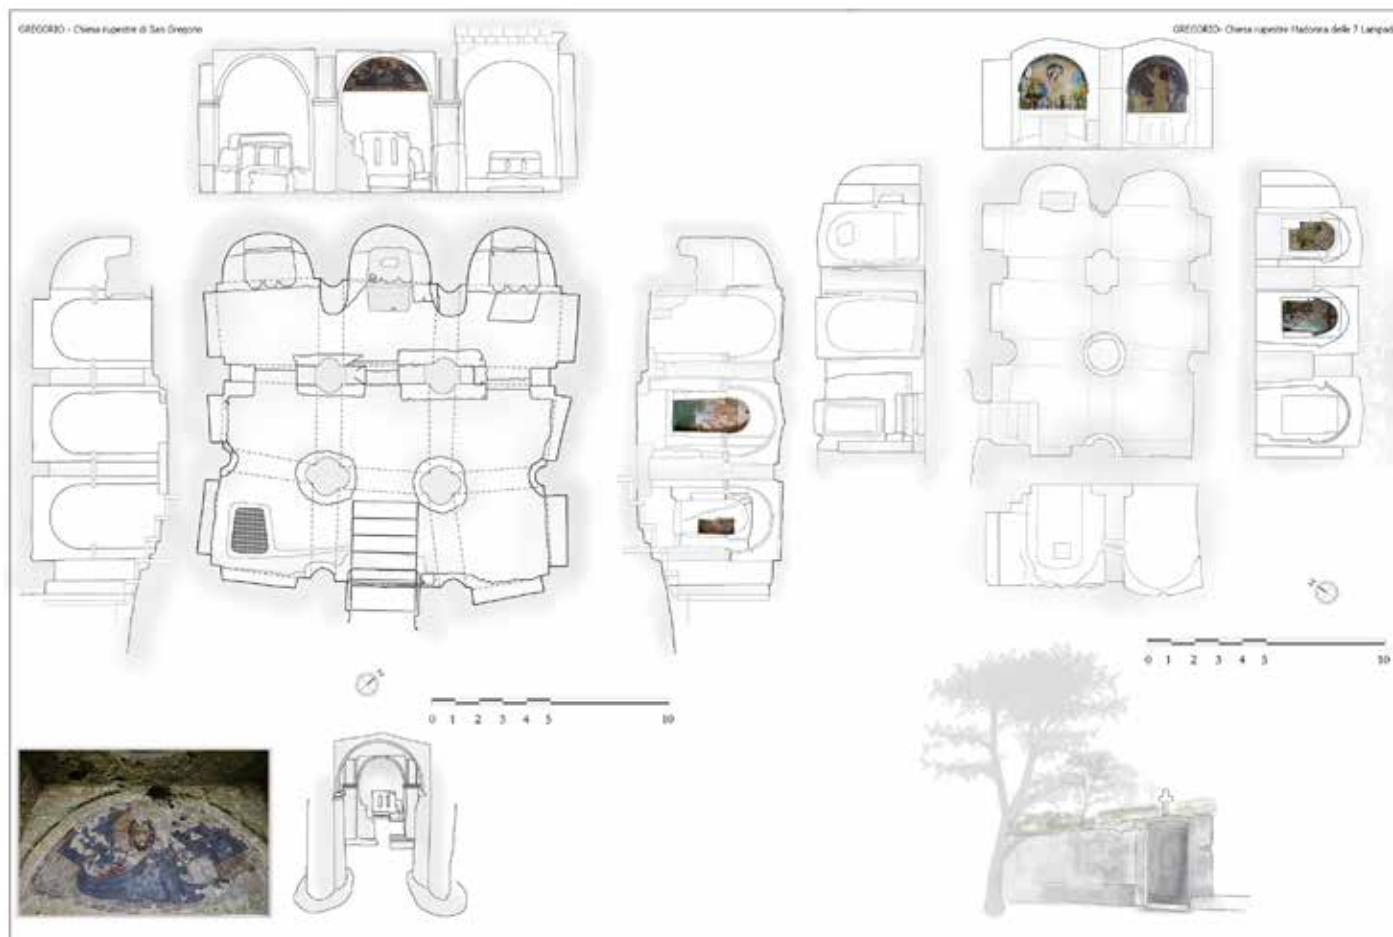 GREGORIO - Chiesa rupestre di San Gregorio
GREGORIO- Chiesa rupestre Madonna delle 7 Lampad
0 1 2 3 4 5 10
0 1 2 3 4 5 10